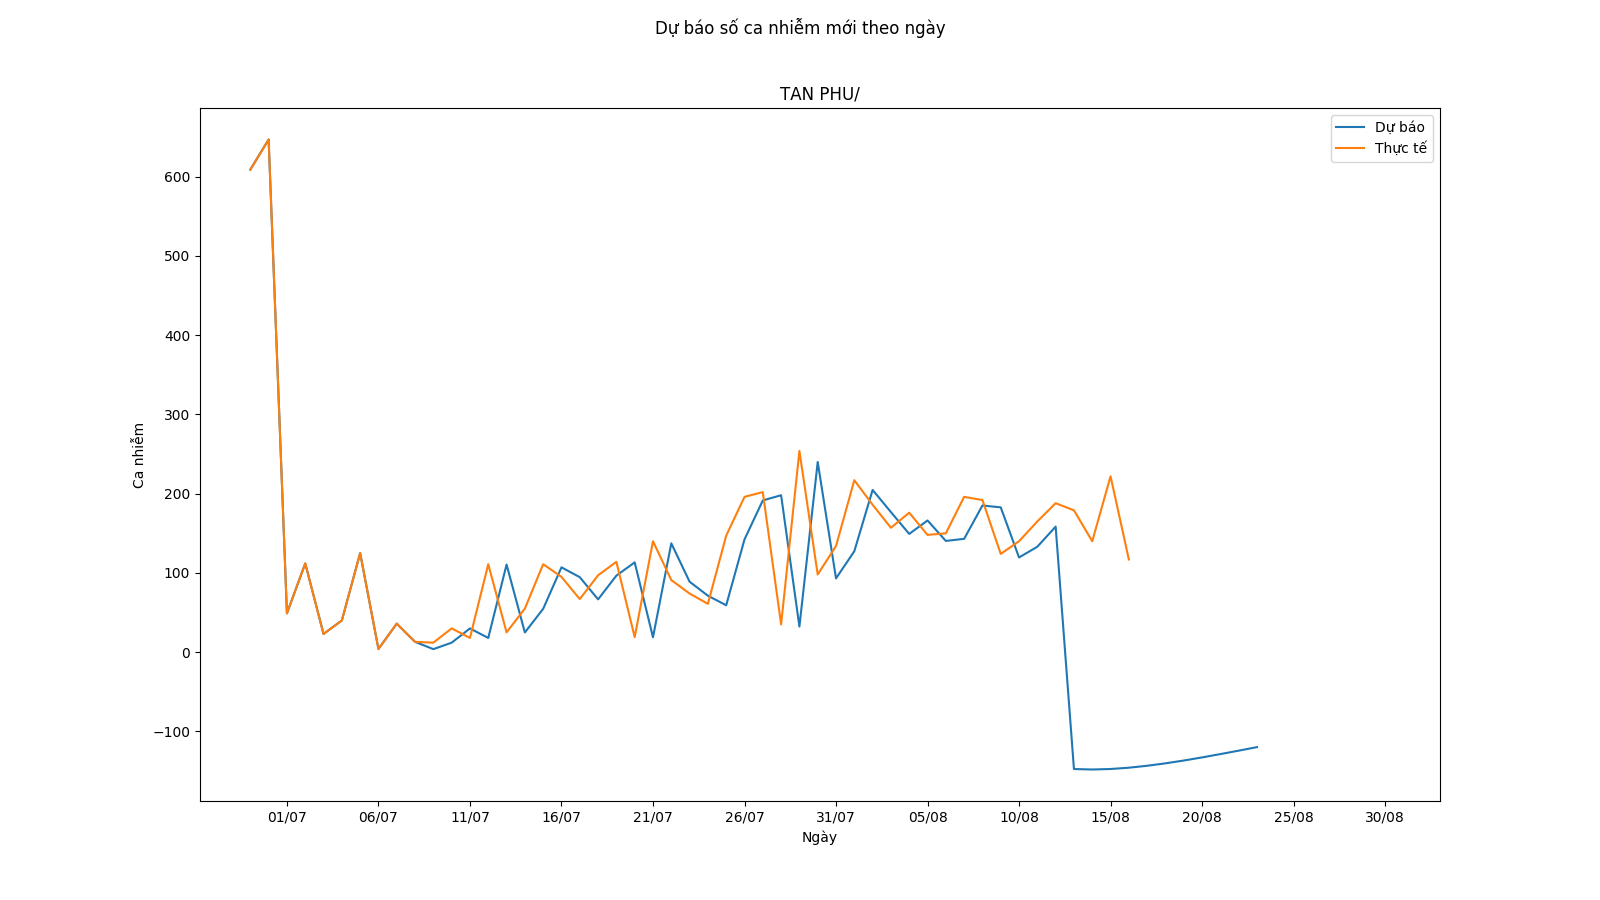 Dự báo số ca nhiễm mới theo ngày
TAN PHU/
Dự báo
Thực tế
600
500
400
300
200
100
0
−100
Ca nhiễm
01/07 06/07 11/07 16/07 21/07 26/07 31/07 05/08 10/08 15/08 20/08 25/08 30/08
Ngày